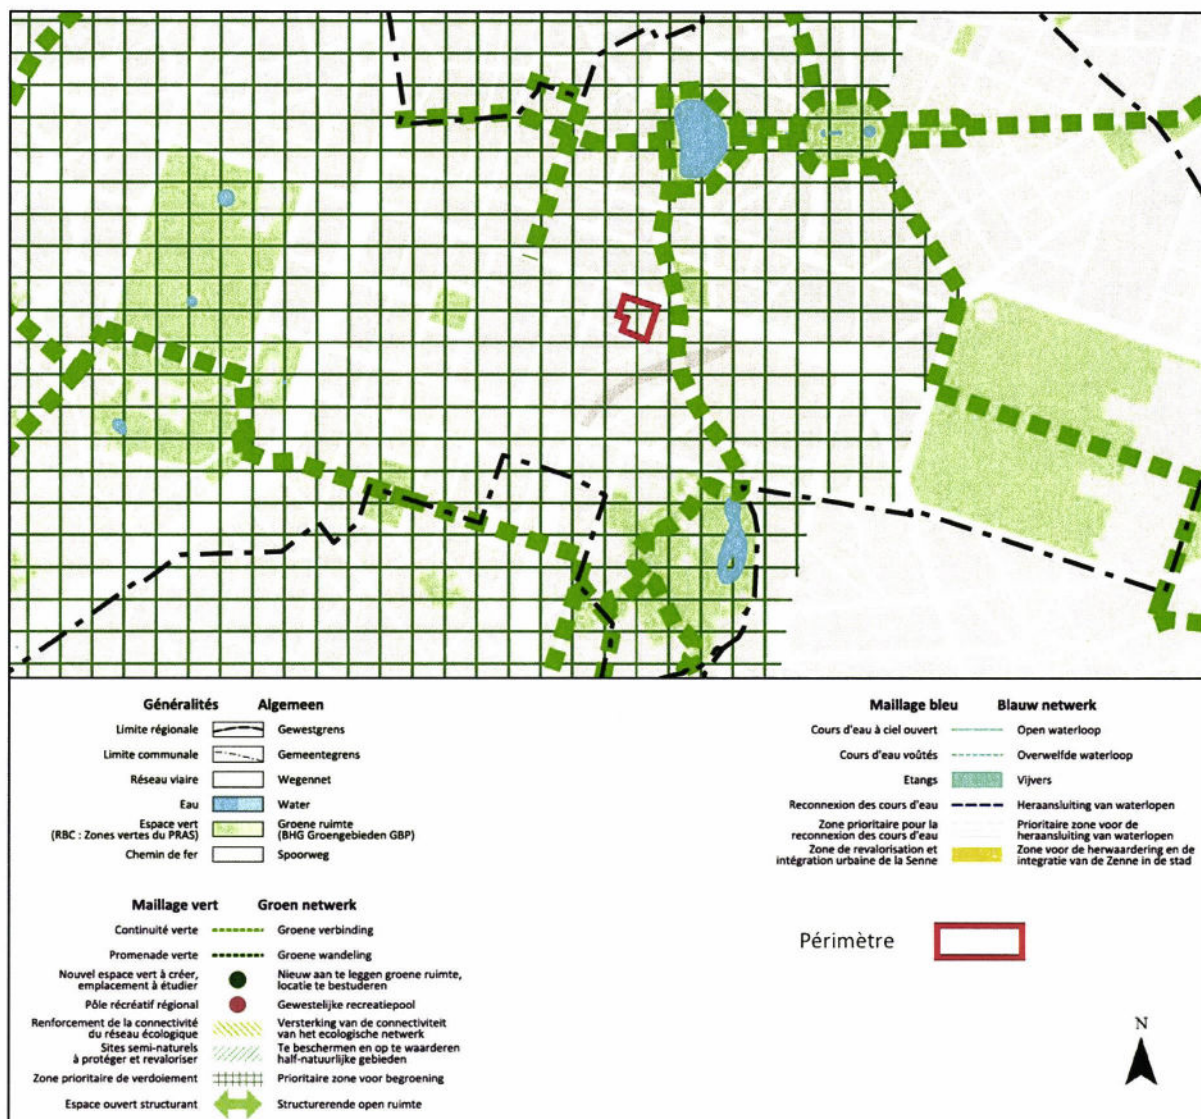 Généralités Algemeen
Limite régionale Gewestgrens
Limite communale Gemeentegrens
Réseau viaire Wegennet
Eau Water
Espace vert Groene ruimte
(RBC : Zones vertes du PRAS) (BHG Groengebieden GBP)
Chemin de fer Spoorweg
Maillage vert Groen netwerk
Continuité verte Groene verbinding
Promenade verte Groene wandeling
Nouvel espace vert à créer, Nieuw aan te leggen groene ruimte,
emplacement à étudier locatie te bestuderen
Pôle récréatif régional Gewestelijke recreatiepool
Renforcement de la connectivité Versterking van de connectiviteit
du réseau écologique van het ecologische netwerk
Sites semi-naturels Te beschermen en op te waarderen
à protéger et revaloriser half-natuurlijke gebieden
Zone prioritaire de verdoiement Prioritaire zone voor begroening
Espace ouvert structurant Structurerende open ruimte
Maillage bleu Blauw netwerk
Cours d'eau à ciel ouvert Open waterloop
Cours d'eau voûtés Overwelfde waterloop
Etangs Vijvers
Reconnexion des cours d'eau Heraansluiting van waterlopen
Zone prioritaire pour la Prioritaire zone voor de
reconnexion des cours d'eau heraansluiting van waterlopen
Zone de revalorisation et Zone voor de herwaardering en de
intégration urbaine de la Senne integratie van de Zenne in de stad
Périmètre
N